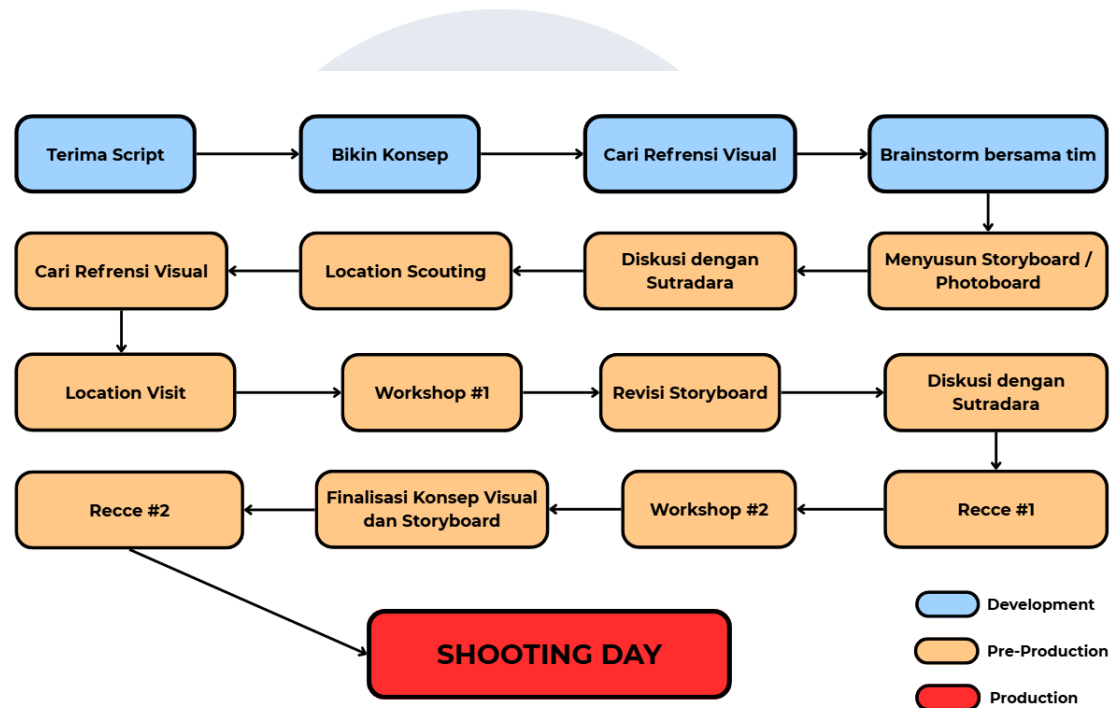 Terima Script
Bikin Konsep
Cari Refrensi Visual
Brainstorm bersama tim
Menyusun Storyboard /
Photoboard
Diskusi dengan
Sutradara
Location Scouting
Cari Refrensi Visual
Location Visit
Workshop #1
Revisi Storyboard
Diskusi dengan
Sutradara
Recce #1
Workshop #2
Finalisasi Konsep Visual
dan Storyboard
Recce #2
SHOOTING DAY
Development
Pre-Production
Production